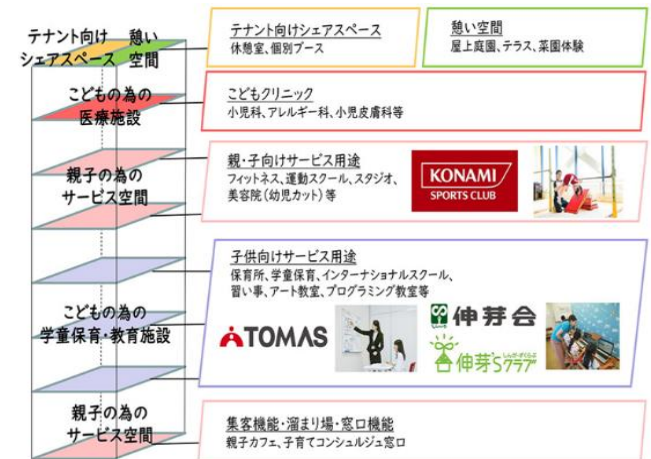 テナント向け
シェアスペース
憩い
空間
テナント向けシェアスペース
休憩室、個別ブース
憩い空間
屋上庭園、テラス、菜園体験
こどもの為の
医療施設
こどもクリニック
小児科、アレルギー科、小児皮膚科等
親子の為の
サービス空間
親・子向けサービス用途
フィットネス、運動スクール、スタジオ、
美容院(幼児カット)等
KONAMI
SPORTS CLUB
こどもの為の
学童保育・教育施設
子供向けサービス用途
保育所、学童保育、インターナショナルスクール、
習い事、アート教室、プログラミング教室等
TOMAS
伸芽会
伸芽'Sクラブ
親子の為の
サービス空間
集客機能・溜まり場・窓口機能
親子カフェ、子育てコンシュルジュ窓口